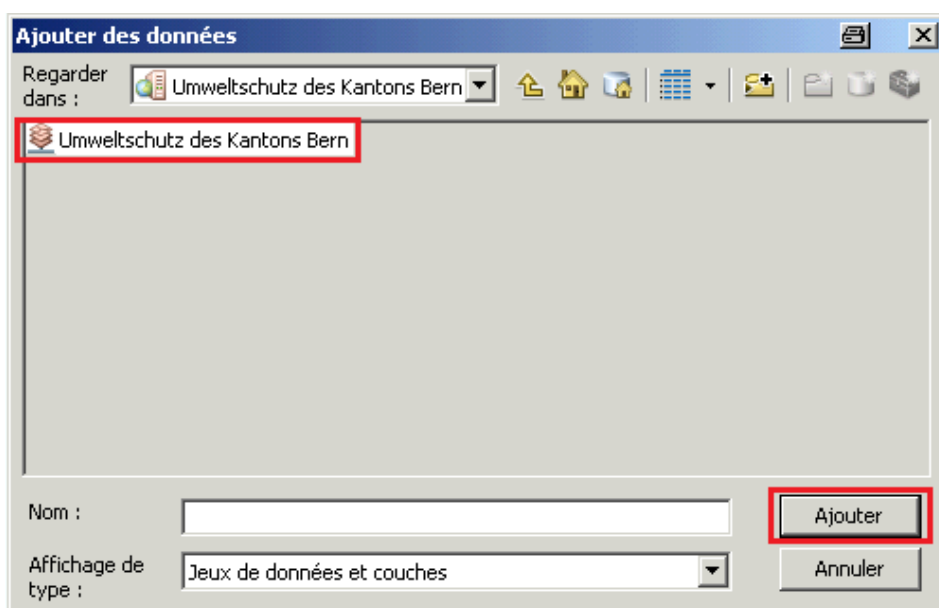 Ajouter des données
Regarder
dans :
Umweltschutz des Kantons Bern
Umweltschutz des Kantons Bern
Nom :
Ajouter
Affichage de
type :
Jeux de données et couches
Annuler